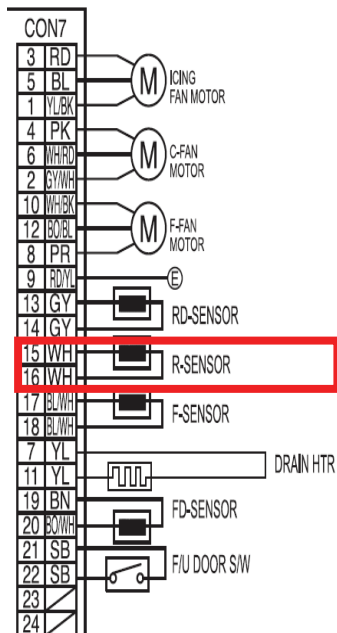 CON7
3 RD
5 BL
1 YL/BK
M ICING
FAN MOTOR
4 PK
6 WH/RD
2 GY/WH
M C-FAN
MOTOR
10 WH/BK
12 BO/BL
8 PR
M F-FAN
MOTOR
9 RD/YL
E
13 GY
14 GY
RD-SENSOR
15 WH
16 WH
R-SENSOR
17 BL/WH
18 BL/WH
F-SENSOR
7 YL
11 YL
DRAIN HTR
19 BN
20 BO/WH
FD-SENSOR
21 SB
22 SB
F/U DOOR S/W
23
24